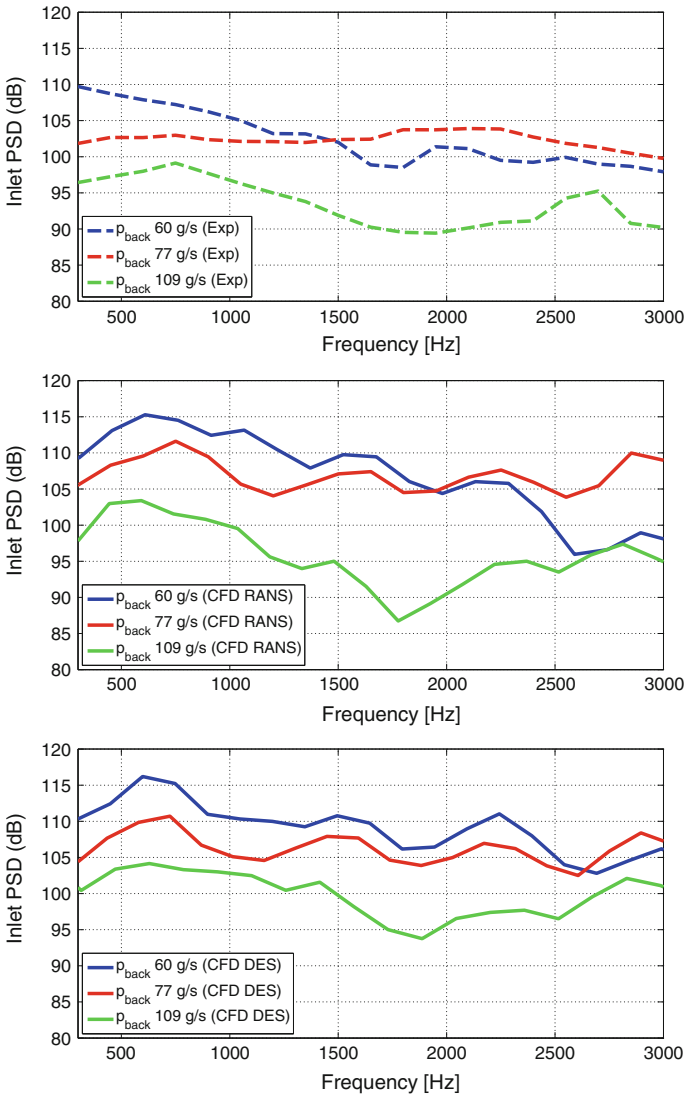 120
115
110
105
100
95
90
85
80
Inlet PSD (dB)
p_back 60 g/s (Exp)
p_back 77 g/s (Exp)
p_back 109 g/s (Exp)
500 1000 1500 2000 2500 3000
Frequency [Hz]
120
115
110
105
100
95
90
85
80
Inlet PSD (dB)
p_back 60 g/s (CFD RANS)
p_back 77 g/s (CFD RANS)
p_back 109 g/s (CFD RANS)
500 1000 1500 2000 2500 3000
Frequency [Hz]
120
115
110
105
100
95
90
85
80
Inlet PSD (dB)
p_back 60 g/s (CFD DES)
p_back 77 g/s (CFD DES)
p_back 109 g/s (CFD DES)
500 1000 1500 2000 2500 3000
Frequency [Hz]